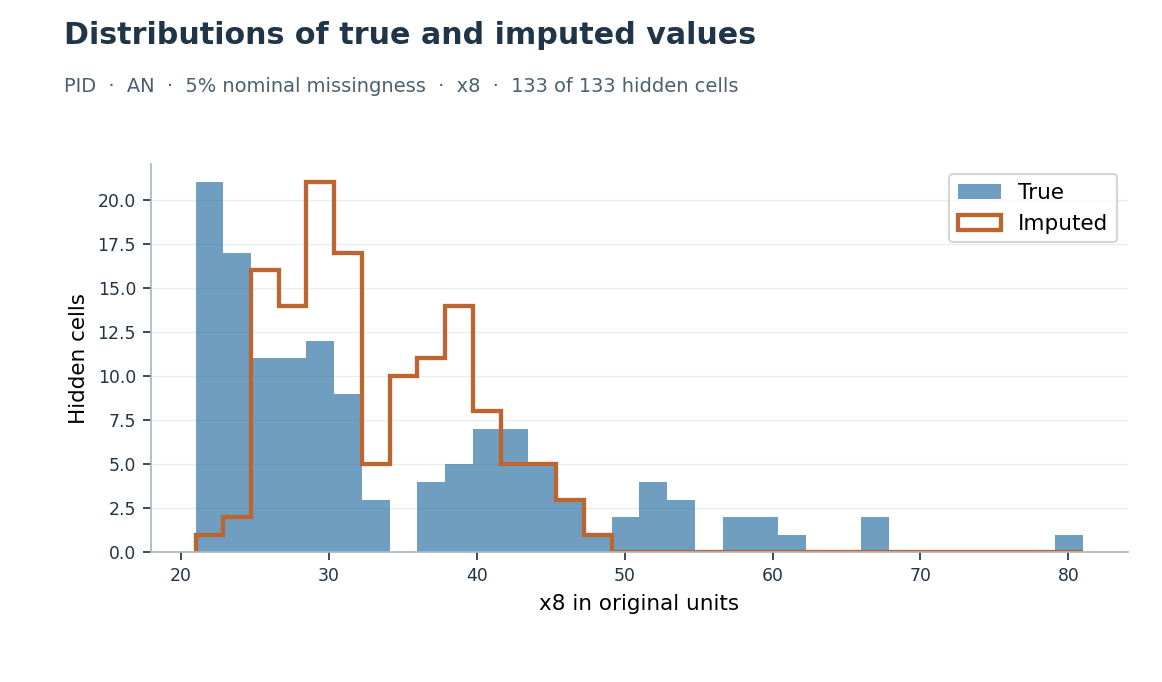 Distributions of true and imputed values
PID · AN · 5% nominal missingness · x8 · 133 of 133 hidden cells
True
Imputed
Hidden cells
20.0
17.5
15.0
12.5
10.0
7.5
5.0
2.5
0.0
20 30 40 50 60 70 80
x8 in original units